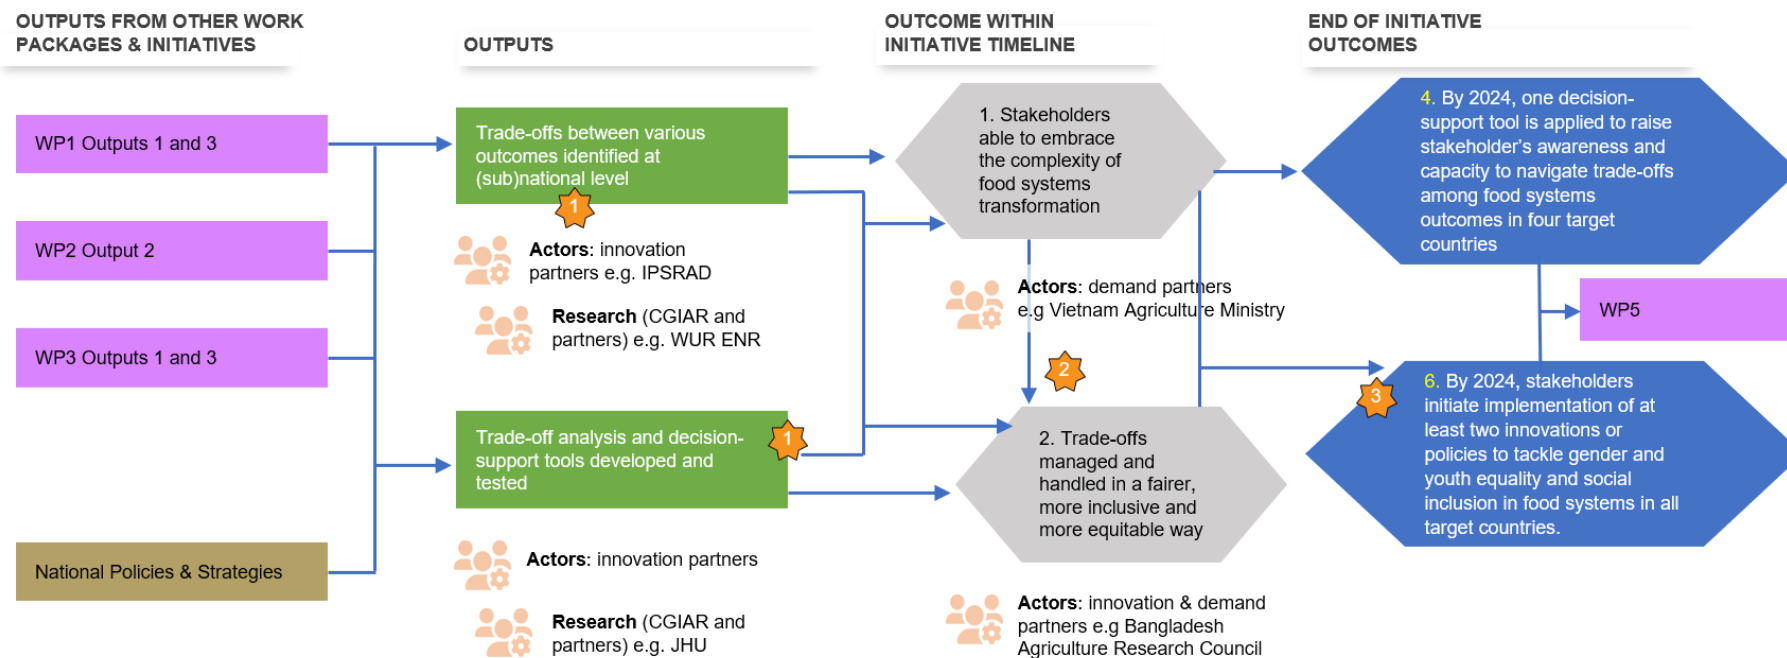 OUTPUTS FROM OTHER WORK
PACKAGES & INITIATIVES
OUTPUTS
OUTCOME WITHIN
INITIATIVE TIMELINE
END OF INITIATIVE
OUTCOMES
WP1 Outputs 1 and 3
WP2 Output 2
WP3 Outputs 1 and 3
National Policies & Strategies
Trade-offs between various
outcomes identified at
(sub)national level
1
Actors: innovation
partners e.g. IPSRAD
Research (CGIAR and
partners) e.g. WUR ENR
Trade-off analysis and decision-
support tools developed and
tested
1
Actors: innovation partners
Research (CGIAR and
partners) e.g. JHU
1. Stakeholders
able to embrace
the complexity of
food systems
transformation
Actors: demand partners
e.g Vietnam Agriculture Ministry
2
2. Trade-offs
managed and
handled in a fairer,
more inclusive and
more equitable way
Actors: innovation & demand
partners e.g Bangladesh
Agriculture Research Council
4. By 2024, one decision-
support tool is applied to raise
stakeholder's awareness and
capacity to navigate trade-offs
among food systems
outcomes in four target
countries
WP5
3
6. By 2024, stakeholders
initiate implementation of at
least two innovations or
policies to tackle gender and
youth equality and social
inclusion in food systems in all
target countries.